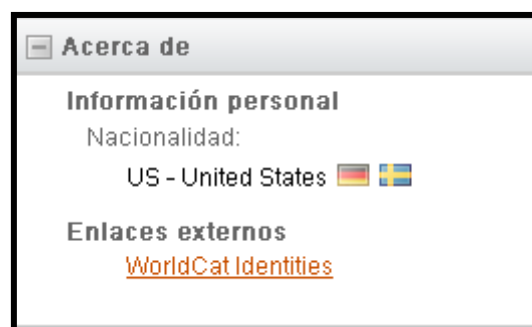 Acerca de
Información personal
Nacionalidad:
US - United States
Enlaces externos
WorldCat Identities